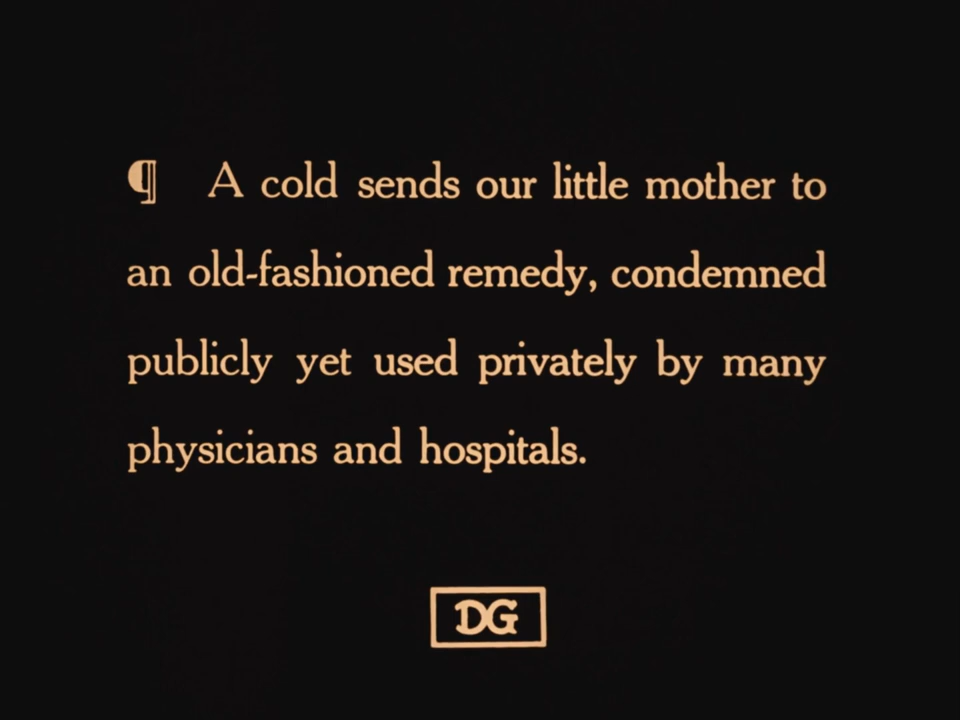 ¶ A cold sends our little mother to
an old-fashioned remedy, condemned
publicly yet used privately by many
physicians and hospitals.
DG